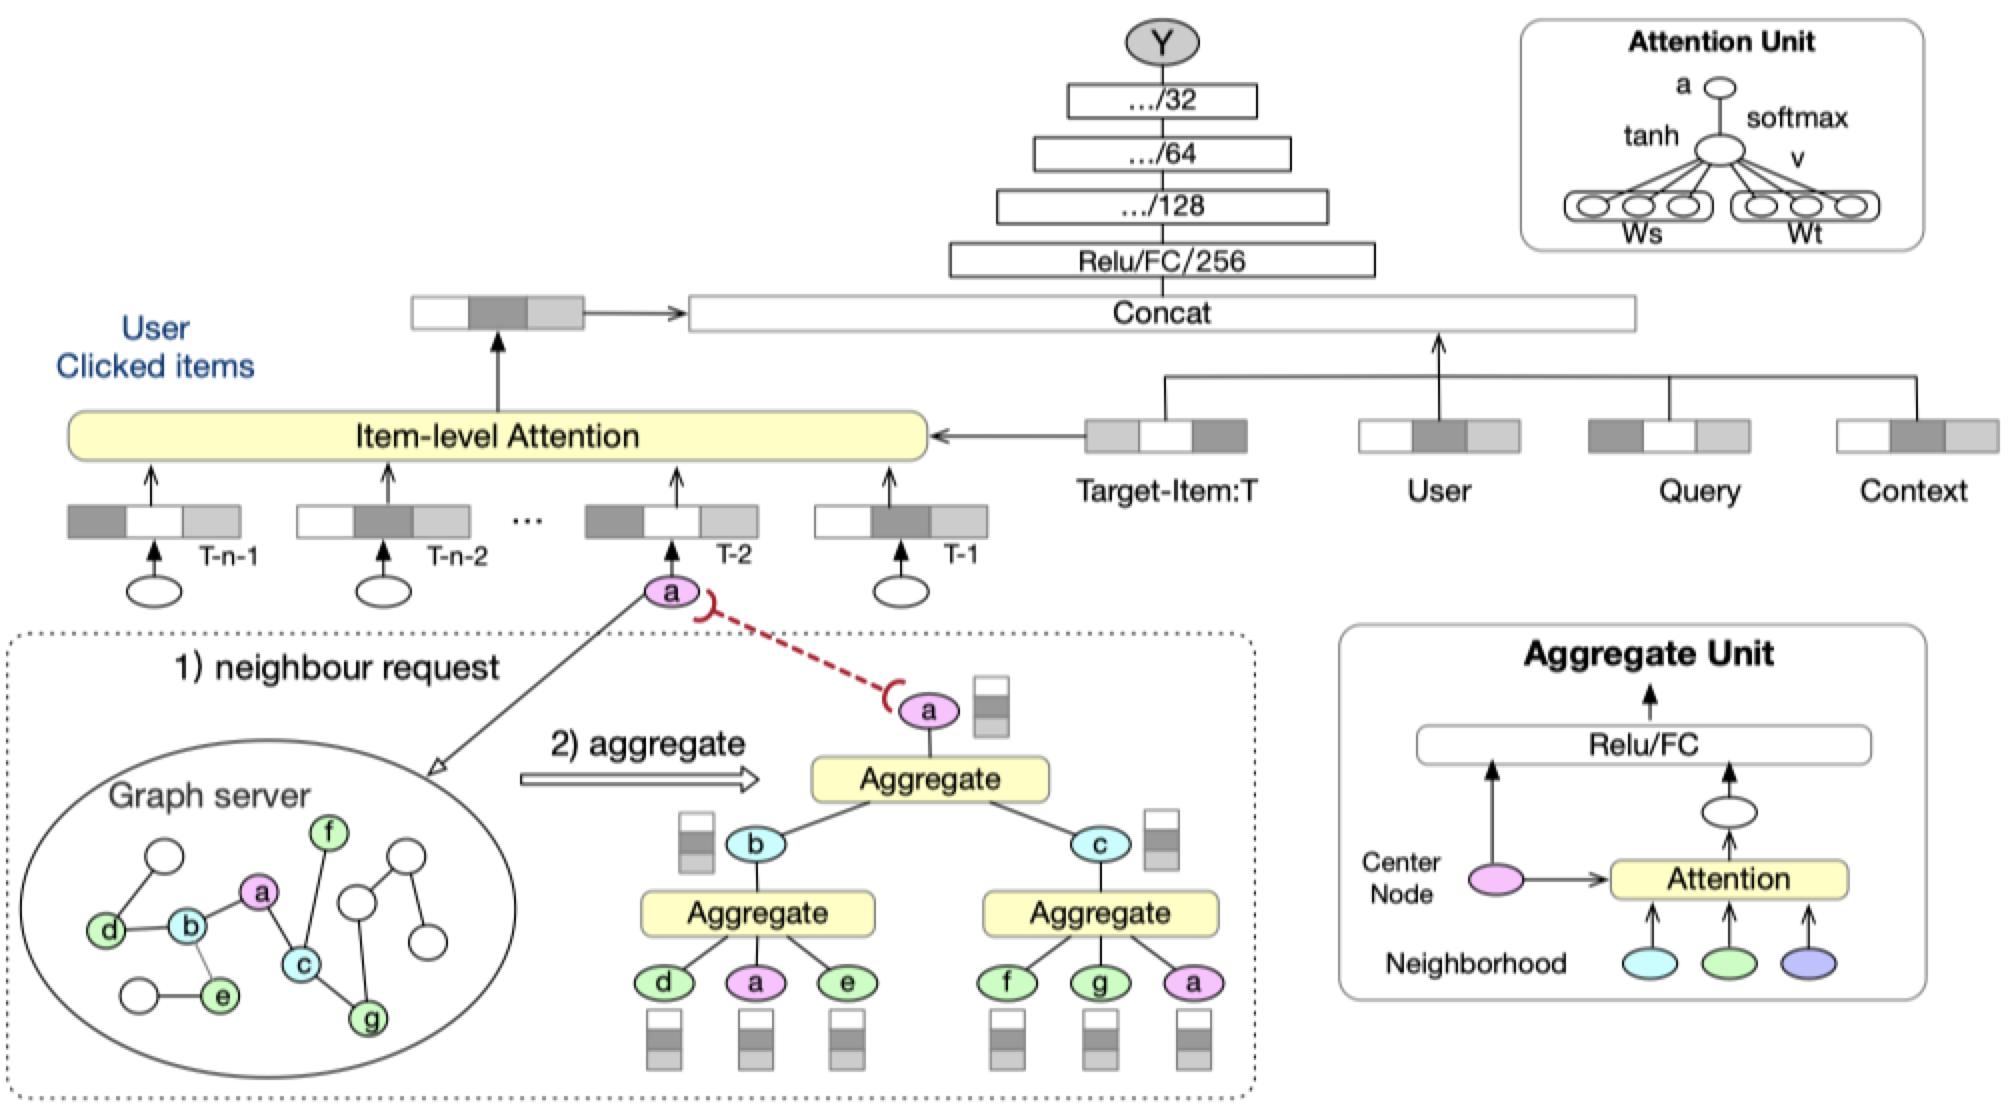 Y
.../32
.../64
.../128
Relu/FC/256
Concat
Attention Unit
a
softmax
tanh
v
Ws
Wt
User
Clicked items
Item-level Attention
Target-Item:T
User
Query
Context
T-n-1
T-n-2
...
T-2
T-1
a
1) neighbour request
2) aggregate
Graph server
f
a
d
b
c
e
g
a
Aggregate
b
c
Aggregate
Aggregate
d
a
e
f
g
a
Aggregate Unit
Relu/FC
Center
Node
Attention
Neighborhood